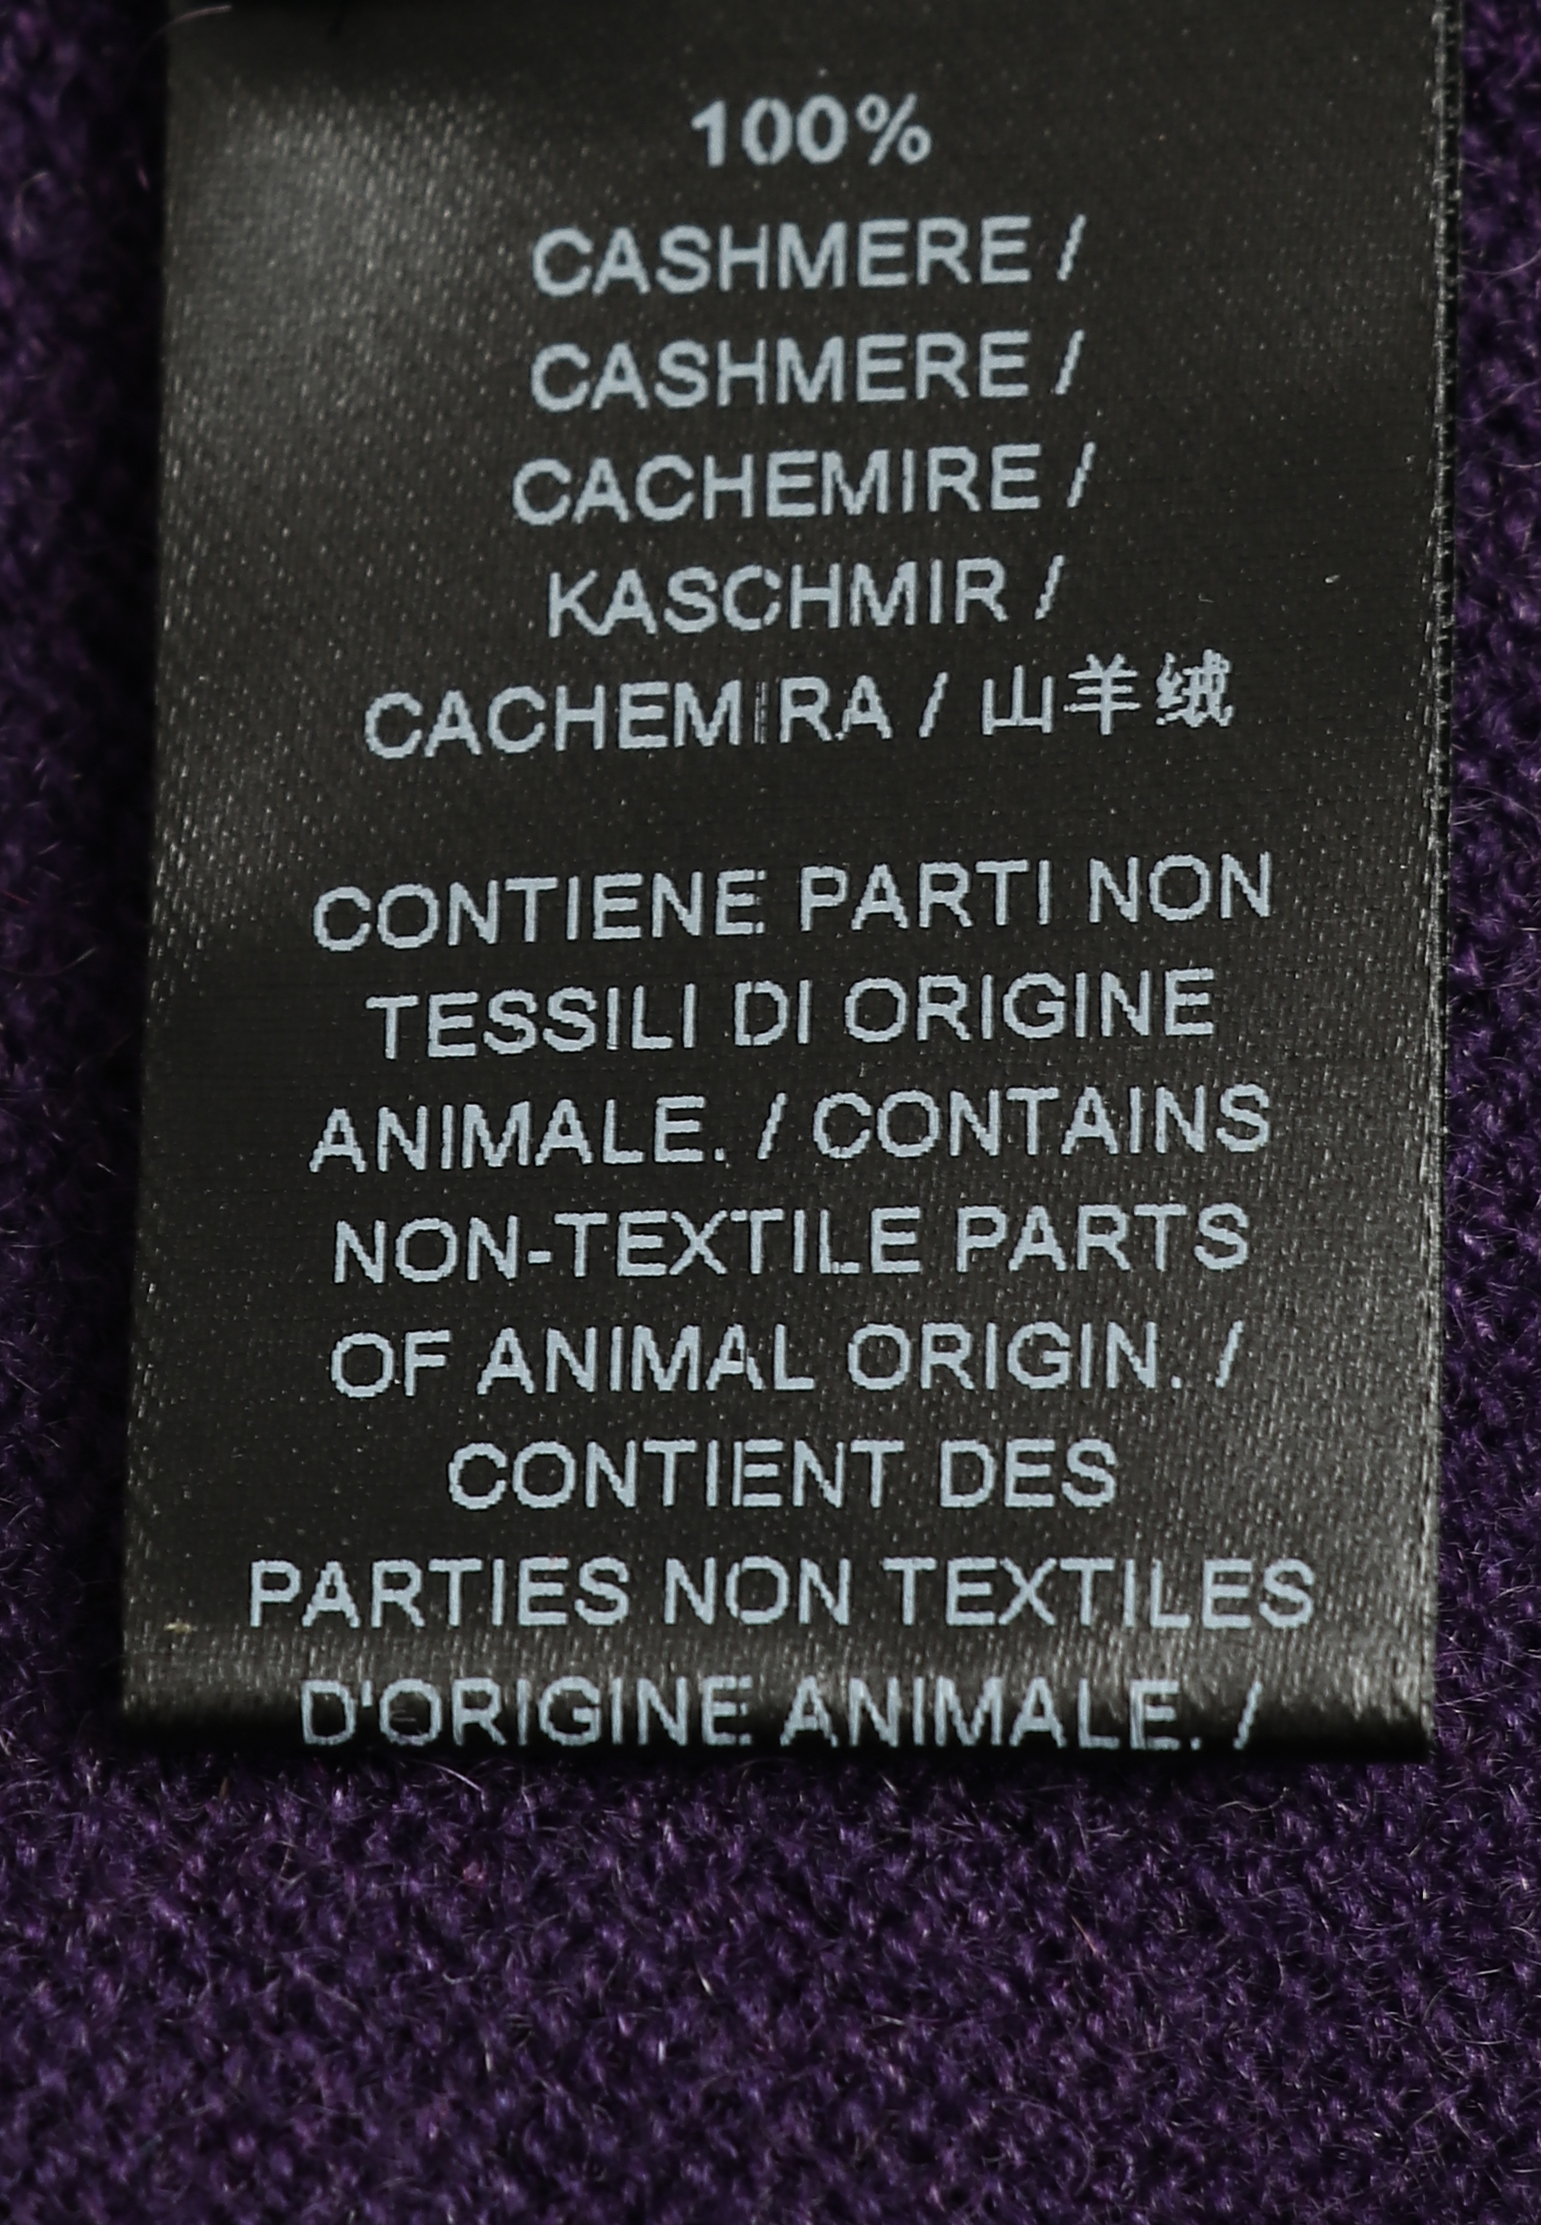 100%
CASHMERE /
CASHMERE /
CACHEMIRE /
KASCHMIR /
CACHEMIRA / 山羊绒
CONTIENE PARTI NON
TESSILI DI ORIGINE
ANIMALE. / CONTAINS
NON-TEXTILE PARTS
OF ANIMAL ORIGIN. /
CONTIENT DES
PARTIES NON TEXTILES
D'ORIGINE ANIMALE. /